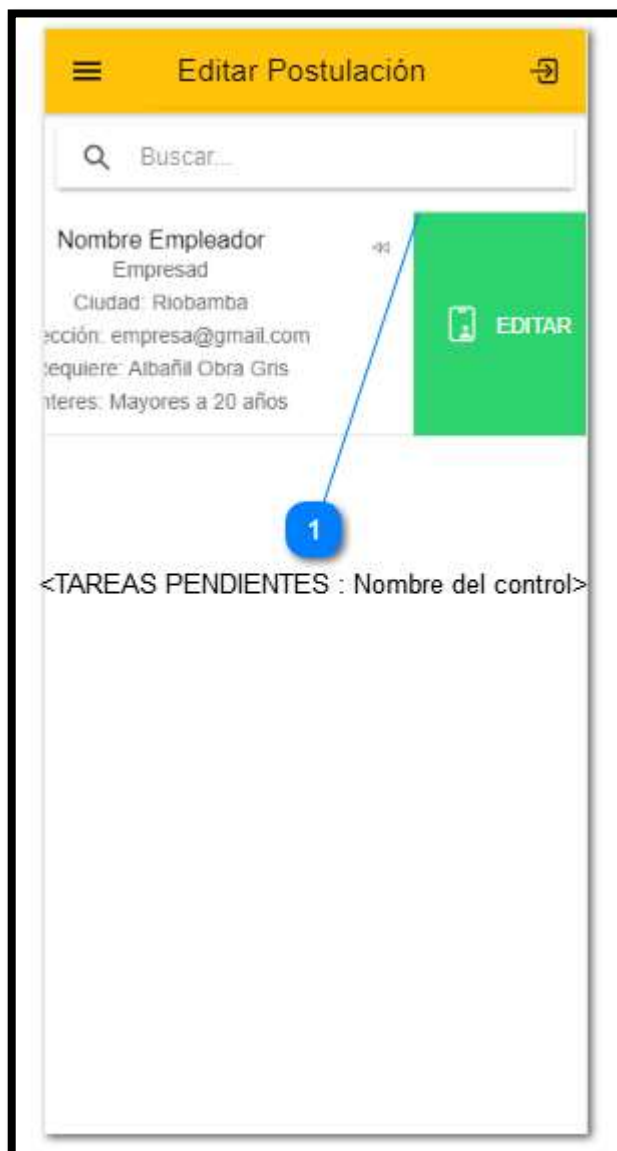 Editar Postulación
Buscar...
Nombre Empleador
Empresad
Ciudad: Riobamba
ección: empresa@gmail.com
equiere: Albañil Obra Gris
nteres: Mayores a 20 años
EDITAR
1
<TAREAS PENDIENTES : Nombre del control>